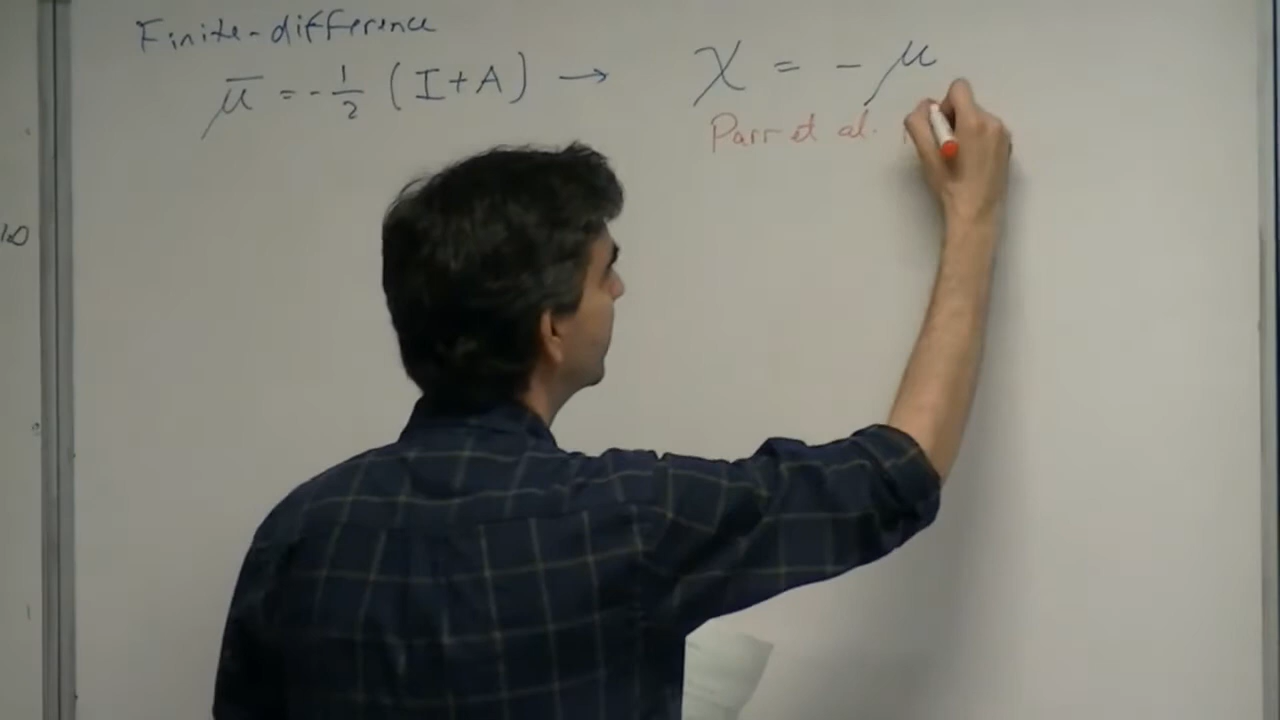 Finite-difference
μ̄ = -1/2 (I+A) → χ = - μ
Parr et al.